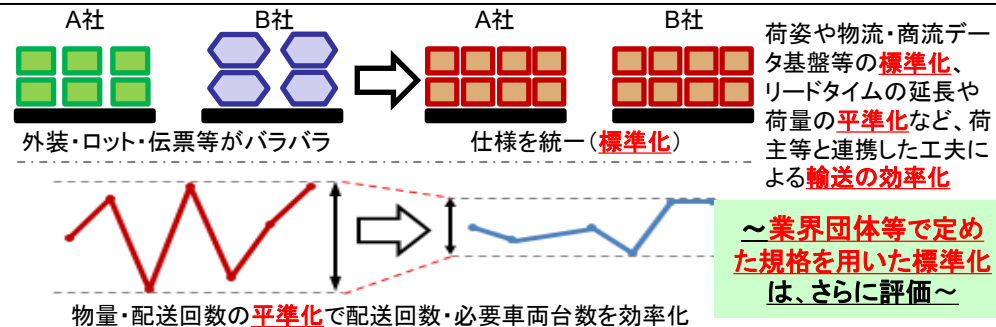 A社
B社
A社
B社
外装・ロット・伝票等がバラバラ
仕様を統一(標準化)
荷姿や物流・商流デー
タ基盤等の標準化、
リードタイムの延長や
荷量の平準化など、荷
主等と連携した工夫に
よる輸送の効率化
物量・配送回数の平準化で配送回数・必要車両台数を効率化
~業界団体等で定め
た規格を用いた標準化
は、さらに評価~